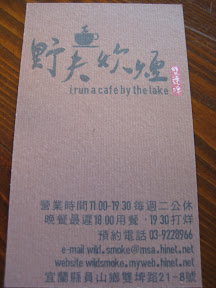 野夫炊煙
i run a cafe by the lake
營業時間11:00-19:30 每週二公休
晚餐最遲18:00用餐，19:30打烊
預約電話 03-9220966
e-mail wild.smoke@msa.hinet.net
website wildsmoke.myweb.hinet.net
宜蘭縣員山鄉雙埤路21-8號